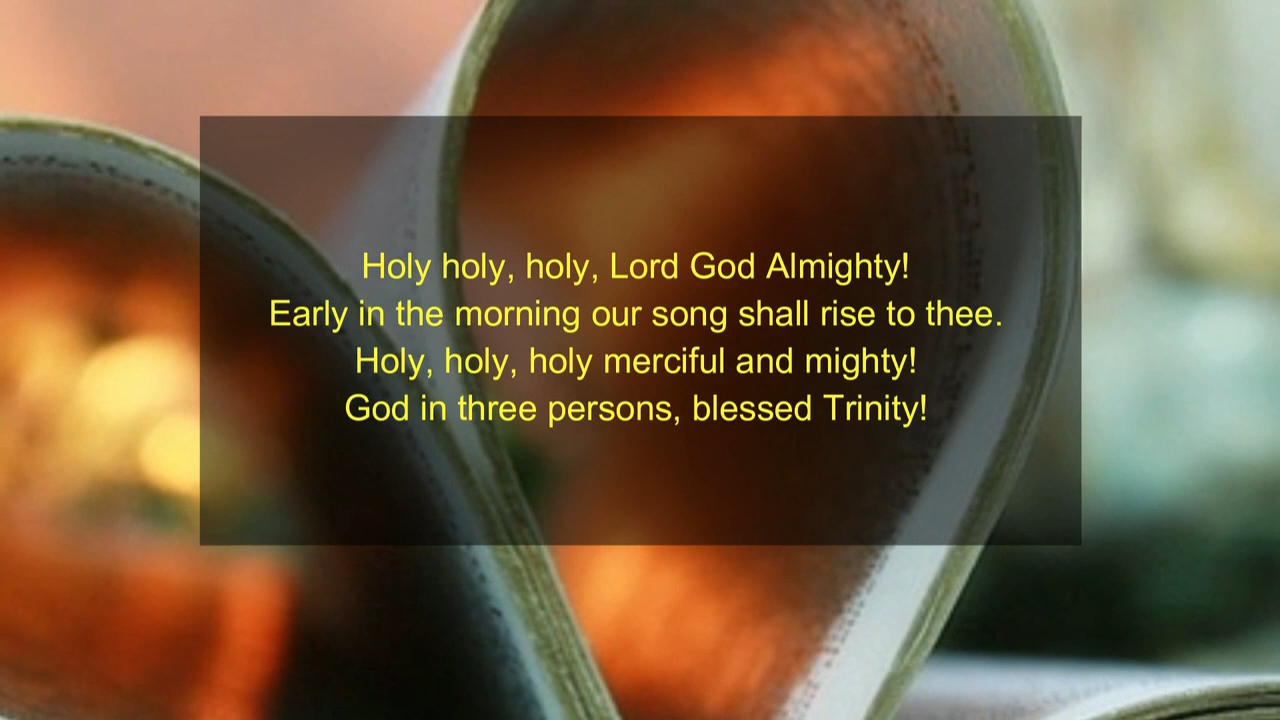 Holy holy, holy, Lord God Almighty!
Early in the morning our song shall rise to thee.
Holy, holy, holy merciful and mighty!
God in three persons, blessed Trinity!